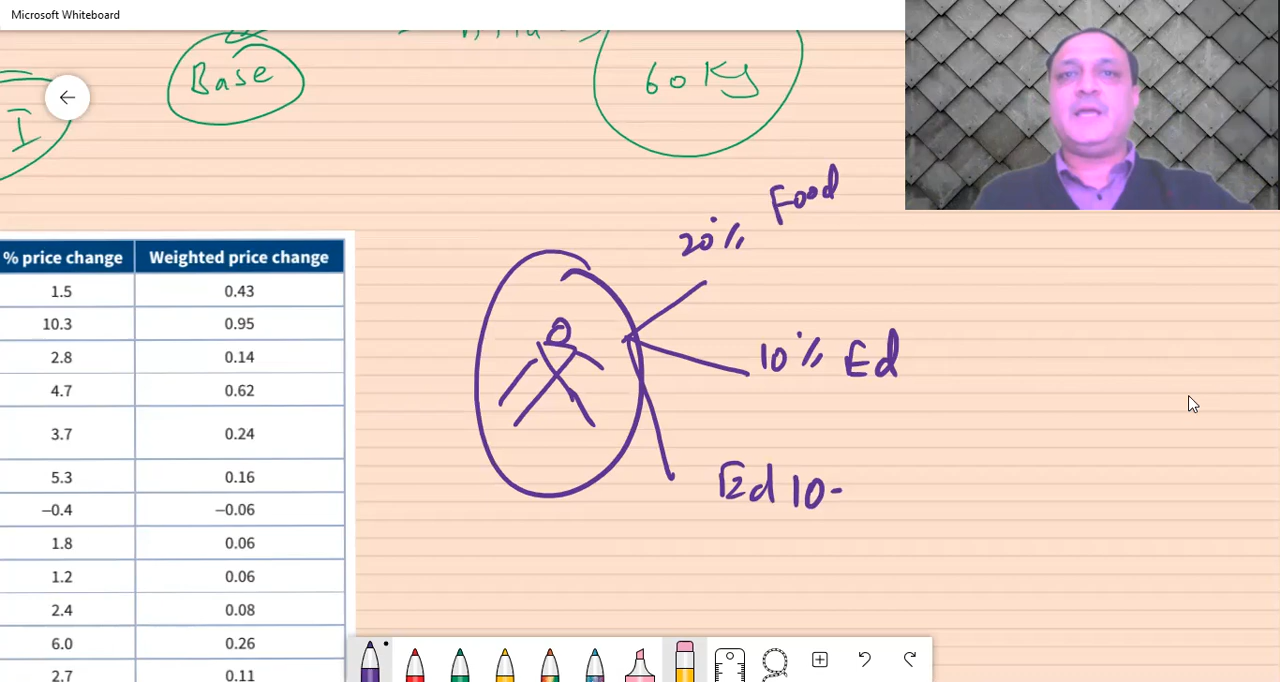 Microsoft Whiteboard
Base
60 Kg
I
Food
20%
10% Ed
Ed 10-
% price change Weighted price change
1.5 0.43
10.3 0.95
2.8 0.14
4.7 0.62
3.7 0.24
5.3 0.16
−0.4 −0.06
1.8 0.06
1.2 0.06
2.4 0.08
6.0 0.26
2.7 0.11